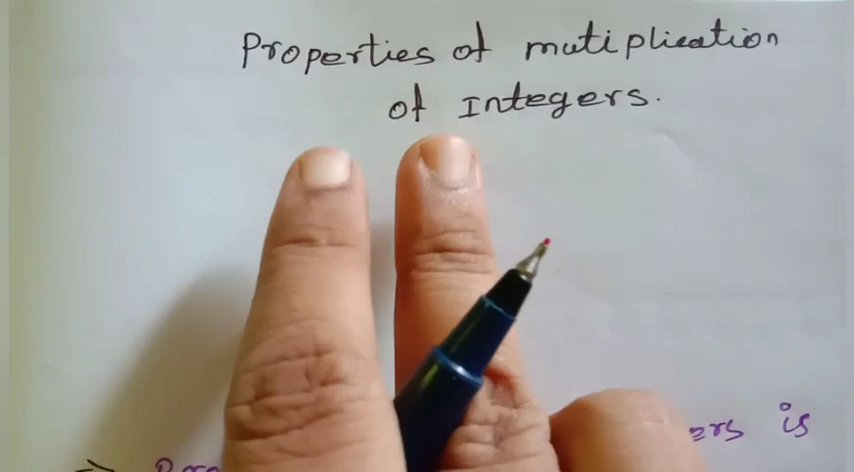 Properties of mutiplication
of Integers.
is